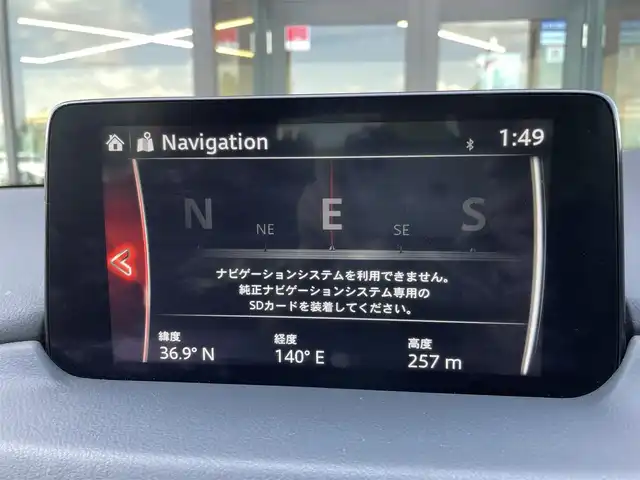 Navigation 1:49
N NE E SE S
ナビゲーションシステムを利用できません。
純正ナビゲーションシステム専用の
SDカードを装着してください。
緯度 経度 高度
36.9° N 140° E 257 m